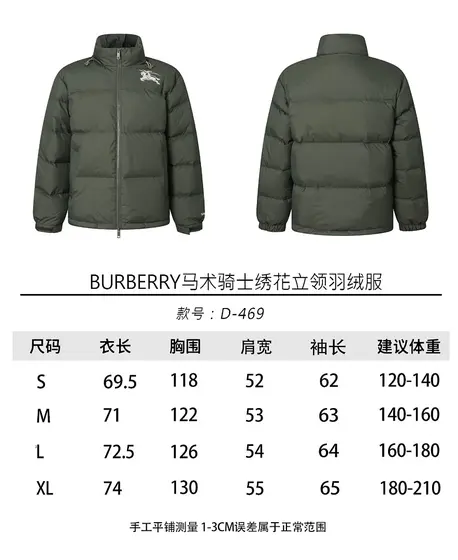 BURBERRY马术骑士绣花立领羽绒服
款号：D-469
尺码 衣长 胸围 肩宽 袖长 建议体重
S 69.5 118 52 62 120-140
M 71 122 53 63 140-160
L 72.5 126 54 64 160-180
XL 74 130 55 65 180-210
手工平铺测量 1-3CM误差属于正常范围